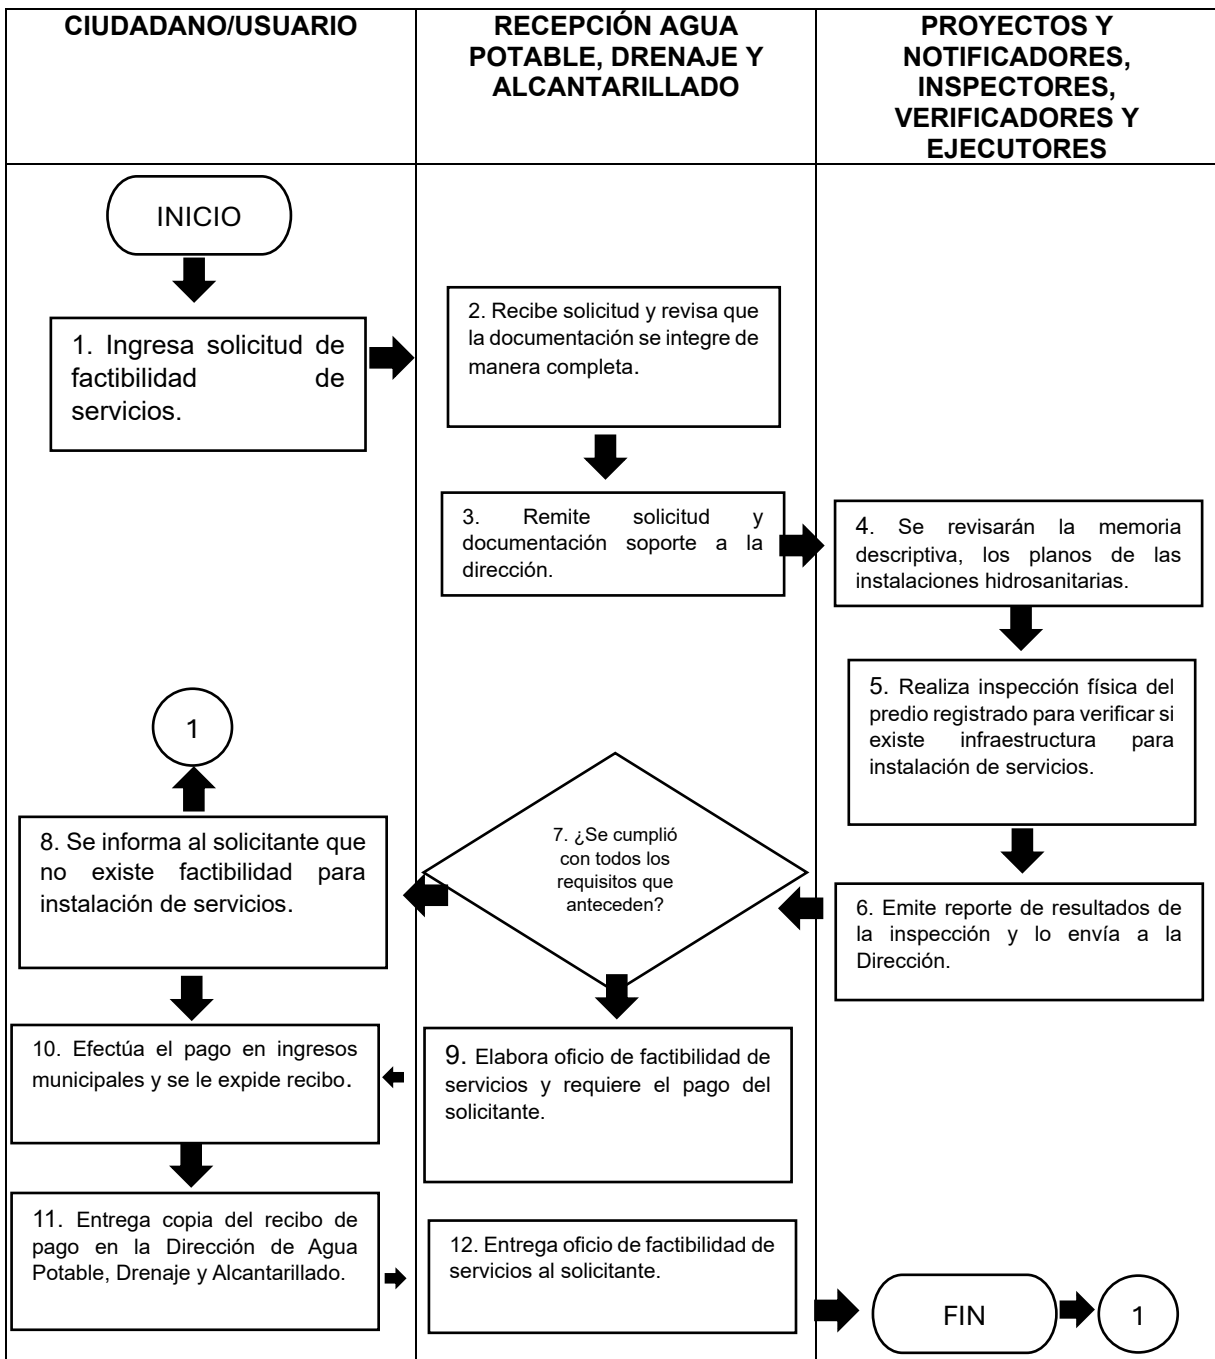 CIUDADANO/USUARIO
RECEPCIÓN AGUA
POTABLE, DRENAJE Y
ALCANTARILLADO
PROYECTOS Y
NOTIFICADORES,
INSPECTORES,
VERIFICADORES Y
EJECUTORES
INICIO
1. Ingresa solicitud de
factibilidad de
servicios.
2. Recibe solicitud y revisa que
la documentación se integre de
manera completa.
3. Remite solicitud y
documentación soporte a la
dirección.
4. Se revisarán la memoria
descriptiva, los planos de las
instalaciones hidrosanitarias.
5. Realiza inspección física del
predio registrado para verificar si
existe infraestructura para
instalación de servicios.
6. Emite reporte de resultados de
la inspección y lo envía a la
Dirección.
7. ¿Se cumplió
con todos los
requisitos que
anteceden?
1
8. Se informa al solicitante que
no existe factibilidad para
instalación de servicios.
9. Elabora oficio de factibilidad de
servicios y requiere el pago del
solicitante.
10. Efectúa el pago en ingresos
municipales y se le expide recibo.
11. Entrega copia del recibo de
pago en la Dirección de Agua
Potable, Drenaje y Alcantarillado.
12. Entrega oficio de factibilidad de
servicios al solicitante.
FIN
1